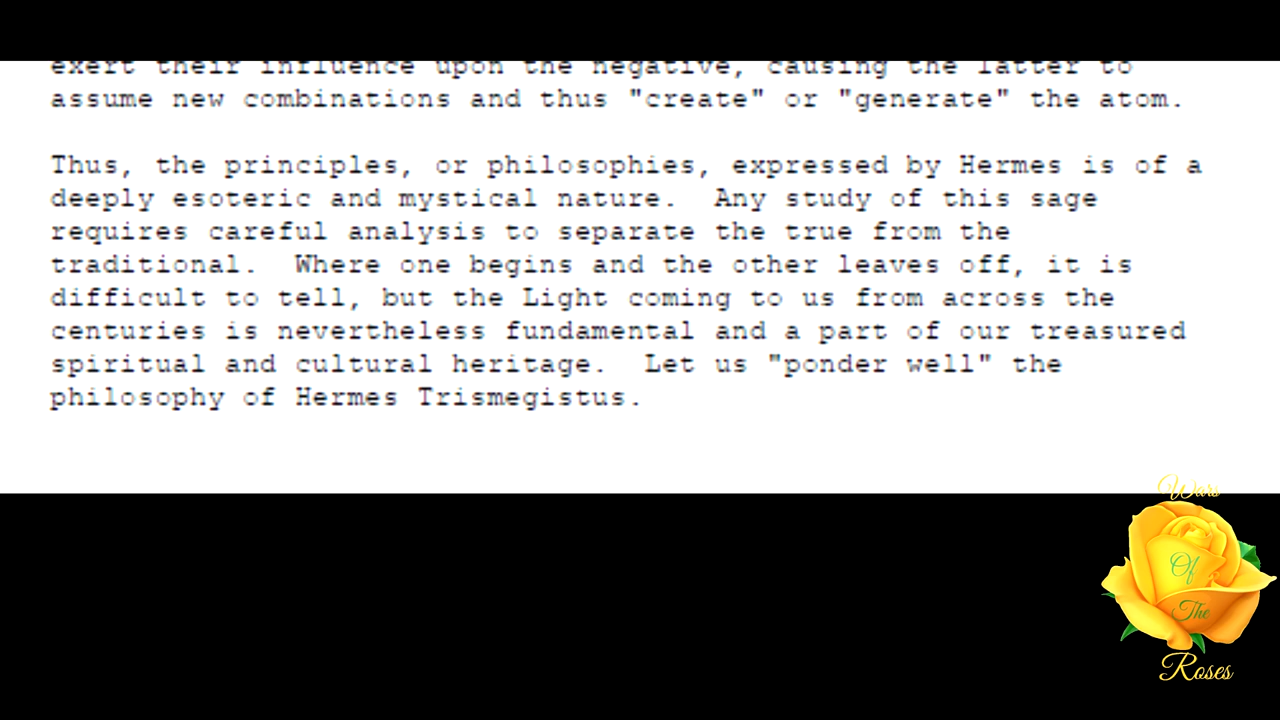 exert their influence upon the negative, causing the latter to
assume new combinations and thus "create" or "generate" the atom.
Thus, the principles, or philosophies, expressed by Hermes is of a
deeply esoteric and mystical nature.  Any study of this sage
requires careful analysis to separate the true from the
traditional.  Where one begins and the other leaves off, it is
difficult to tell, but the Light coming to us from across the
centuries is nevertheless fundamental and a part of our treasured
spiritual and cultural heritage.  Let us "ponder well" the
philosophy of Hermes Trismegistus.
Wars
Of
The
Roses